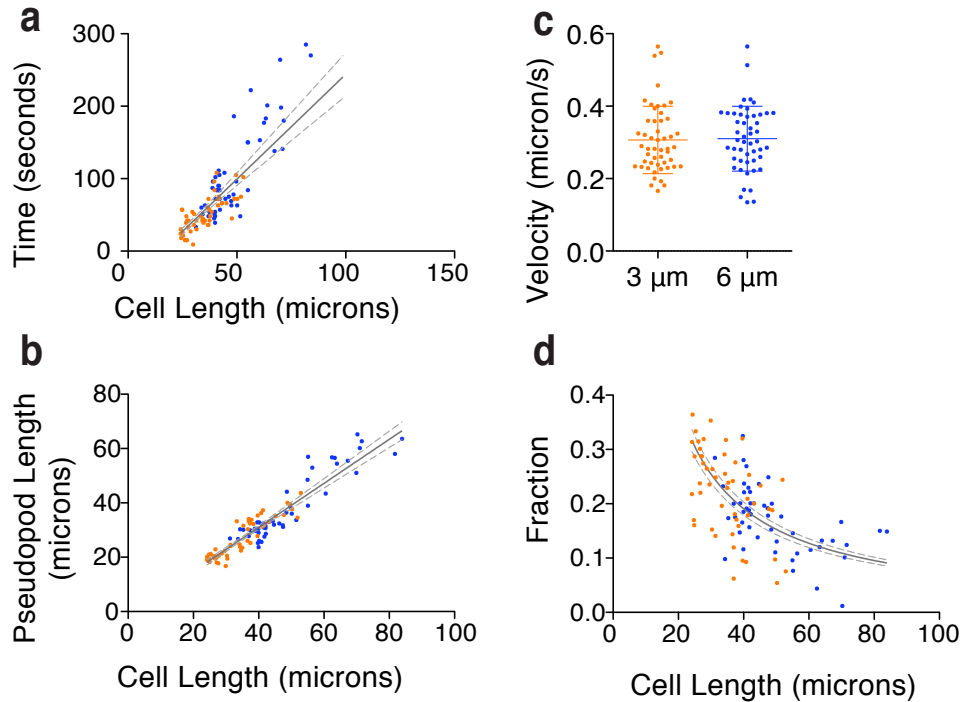 a
300
200
100
0
0
50
100
150
Time (seconds)
Cell Length (microns)
c
0.6
0.4
0.2
0.0
3 µm
6 µm
Velocity (micron/s)
b
80
60
40
20
0
0
20
40
60
80
100
Pseudopod Length
(microns)
Cell Length (microns)
d
0.4
0.3
0.2
0.1
0.0
0
20
40
60
80
100
Fraction
Cell Length (microns)